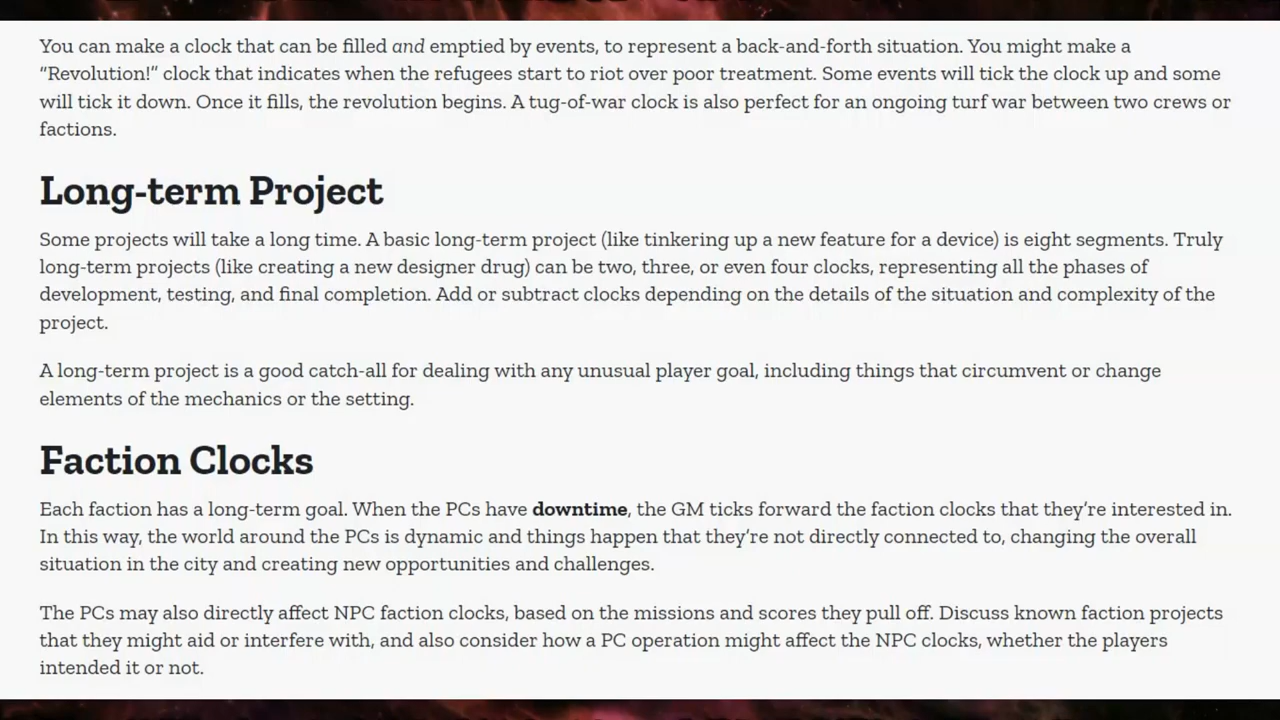 You can make a clock that can be filled and emptied by events, to represent a back-and-forth situation. You might make a
“Revolution!” clock that indicates when the refugees start to riot over poor treatment. Some events will tick the clock up and some
will tick it down. Once it fills, the revolution begins. A tug-of-war clock is also perfect for an ongoing turf war between two crews or
factions.
Long-term Project
Some projects will take a long time. A basic long-term project (like tinkering up a new feature for a device) is eight segments. Truly
long-term projects (like creating a new designer drug) can be two, three, or even four clocks, representing all the phases of
development, testing, and final completion. Add or subtract clocks depending on the details of the situation and complexity of the
project.
A long-term project is a good catch-all for dealing with any unusual player goal, including things that circumvent or change
elements of the mechanics or the setting.
Faction Clocks
Each faction has a long-term goal. When the PCs have downtime, the GM ticks forward the faction clocks that they’re interested in.
In this way, the world around the PCs is dynamic and things happen that they’re not directly connected to, changing the overall
situation in the city and creating new opportunities and challenges.
The PCs may also directly affect NPC faction clocks, based on the missions and scores they pull off. Discuss known faction projects
that they might aid or interfere with, and also consider how a PC operation might affect the NPC clocks, whether the players
intended it or not.